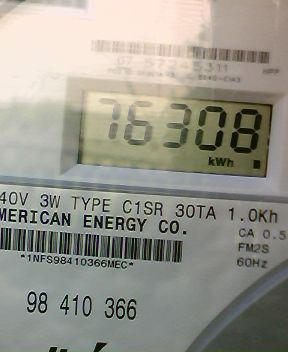 76308
kWh
40V 3W TYPE C1SR 30TA 1.0Kh
MERICAN ENERGY CO.
CA 0.5
FM2S
60Hz
*1NFS98410366MEC*
98 410 366